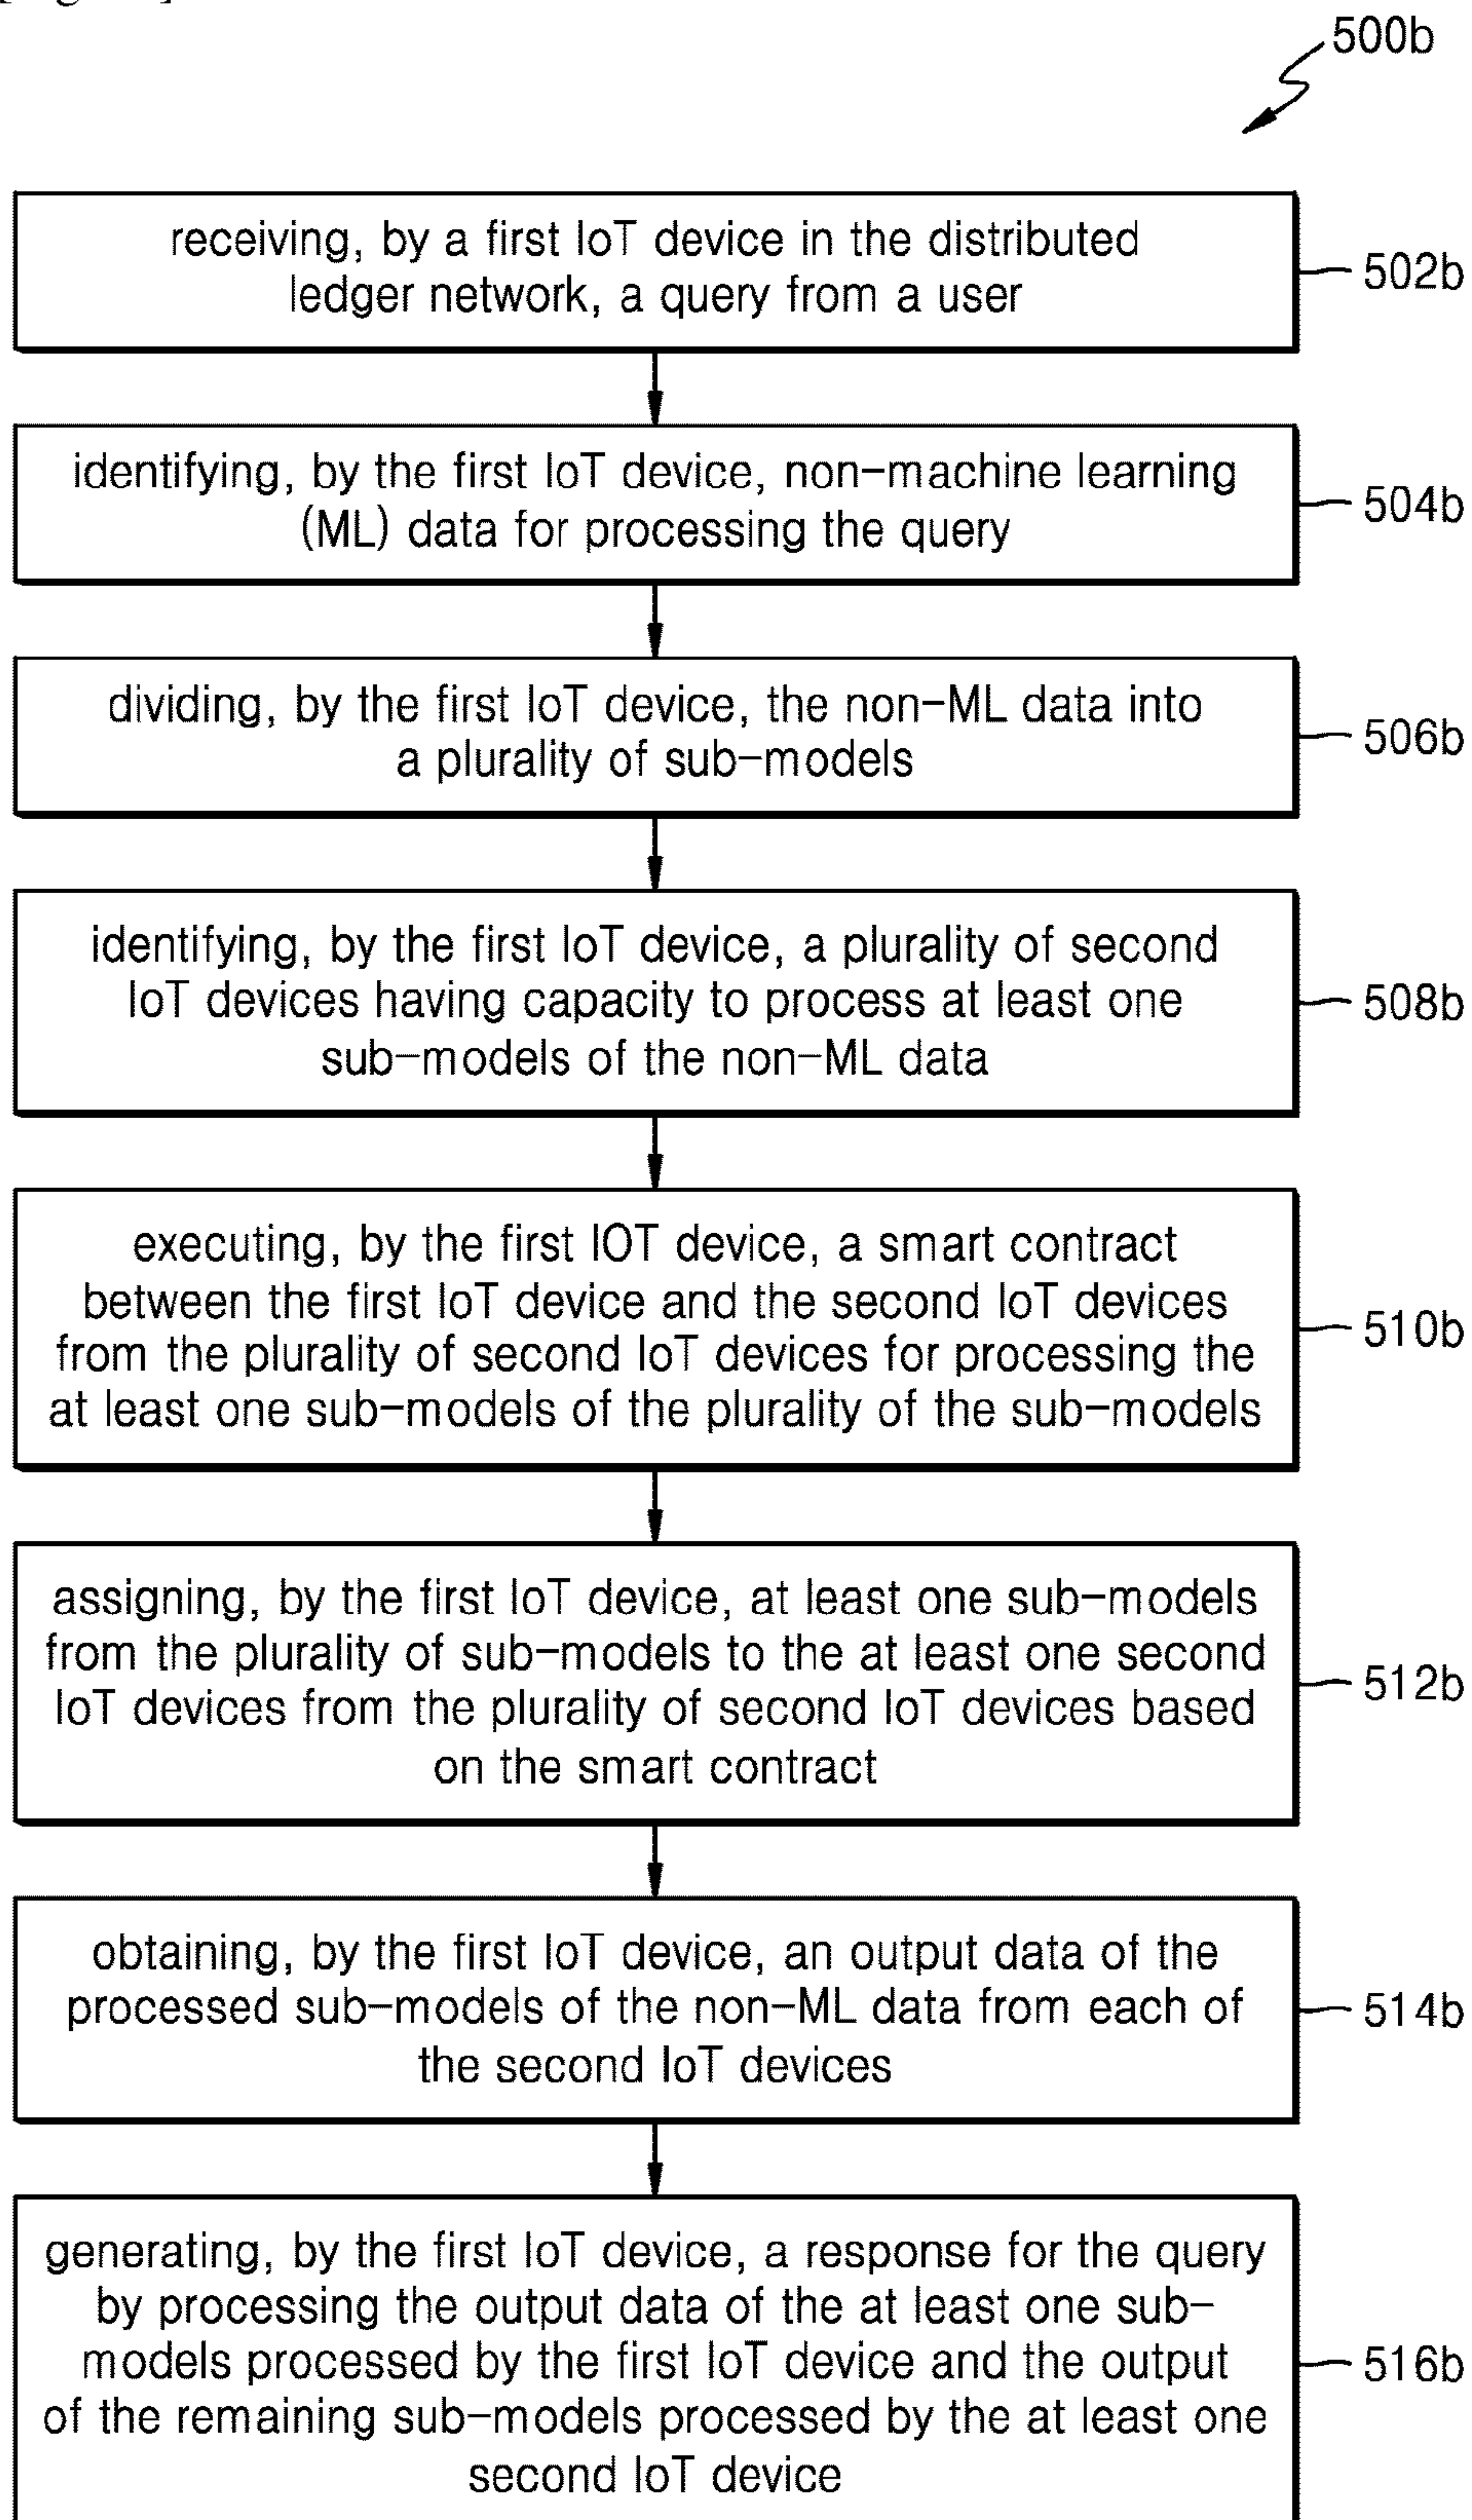 500b
receiving, by a first IoT device in the distributed
ledger network, a query from a user
502b
identifying, by the first IoT device, non-machine learning
(ML) data for processing the query
504b
dividing, by the first IoT device, the non-ML data into
a plurality of sub-models
506b
identifying, by the first IoT device, a plurality of second
IoT devices having capacity to process at least one
sub-models of the non-ML data
508b
executing, by the first IOT device, a smart contract
between the first IoT device and the second IoT devices
from the plurality of second IoT devices for processing the
at least one sub-models of the plurality of the sub-models
510b
assigning, by the first IoT device, at least one sub-models
from the plurality of sub-models to the at least one second
IoT devices from the plurality of second IoT devices based
on the smart contract
512b
obtaining, by the first IoT device, an output data of the
processed sub-models of the non-ML data from each of
the second IoT devices
514b
generating, by the first IoT device, a response for the query
by processing the output data of the at least one sub-
models processed by the first IoT device and the output
of the remaining sub-models processed by the at least one
second IoT device
516b